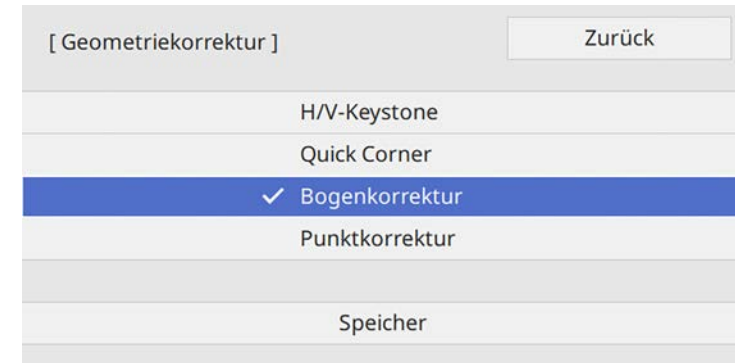 [ Geometriekorrektur ] Zurück
H/V-Keystone
Quick Corner
Bogenkorrektur
Punktkorrektur
Speicher